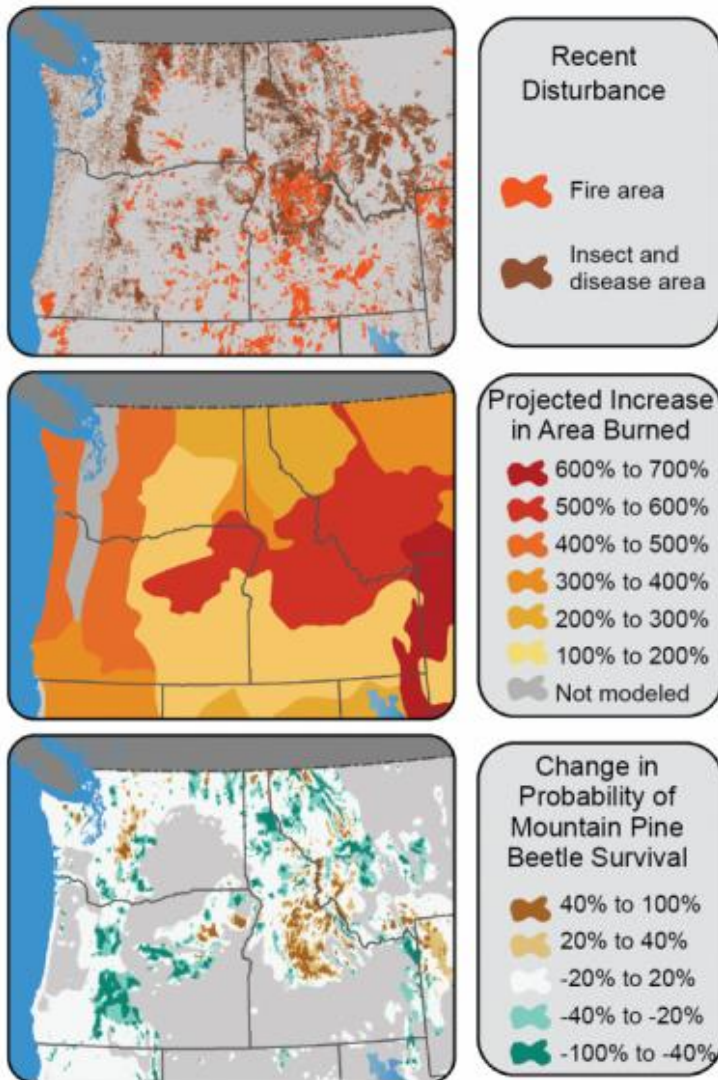 Recent
Disturbance
Fire area
Insect and
disease area
Projected Increase
in Area Burned
600% to 700%
500% to 600%
400% to 500%
300% to 400%
200% to 300%
100% to 200%
Not modeled
Change in
Probability of
Mountain Pine
Beetle Survival
40% to 100%
20% to 40%
-20% to 20%
-40% to -20%
-100% to -40%